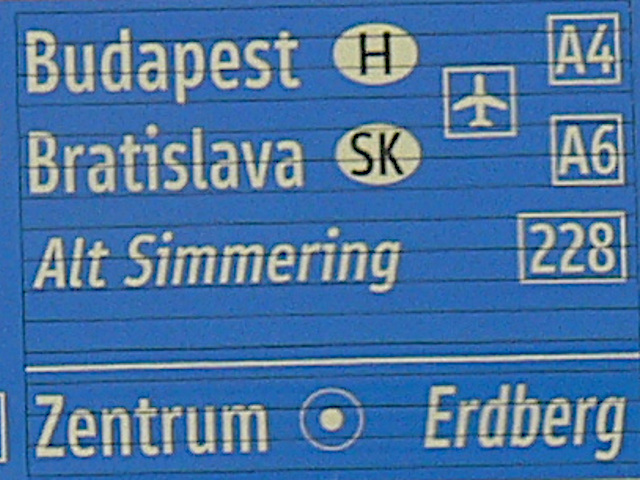 Budapest H A4
Bratislava SK A6
Alt Simmering 228
Zentrum Erdberg